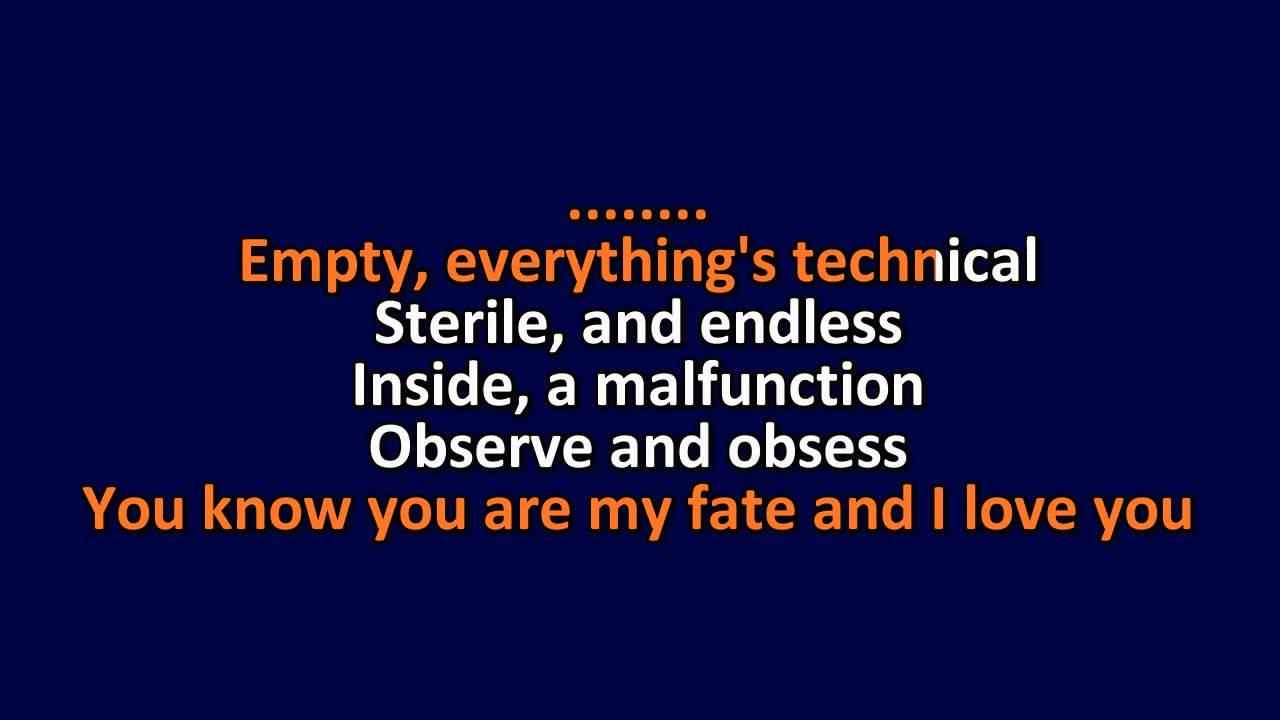 ........
Empty, everything's technical
Sterile, and endless
Inside, a malfunction
Observe and obsess
You know you are my fate and I love you